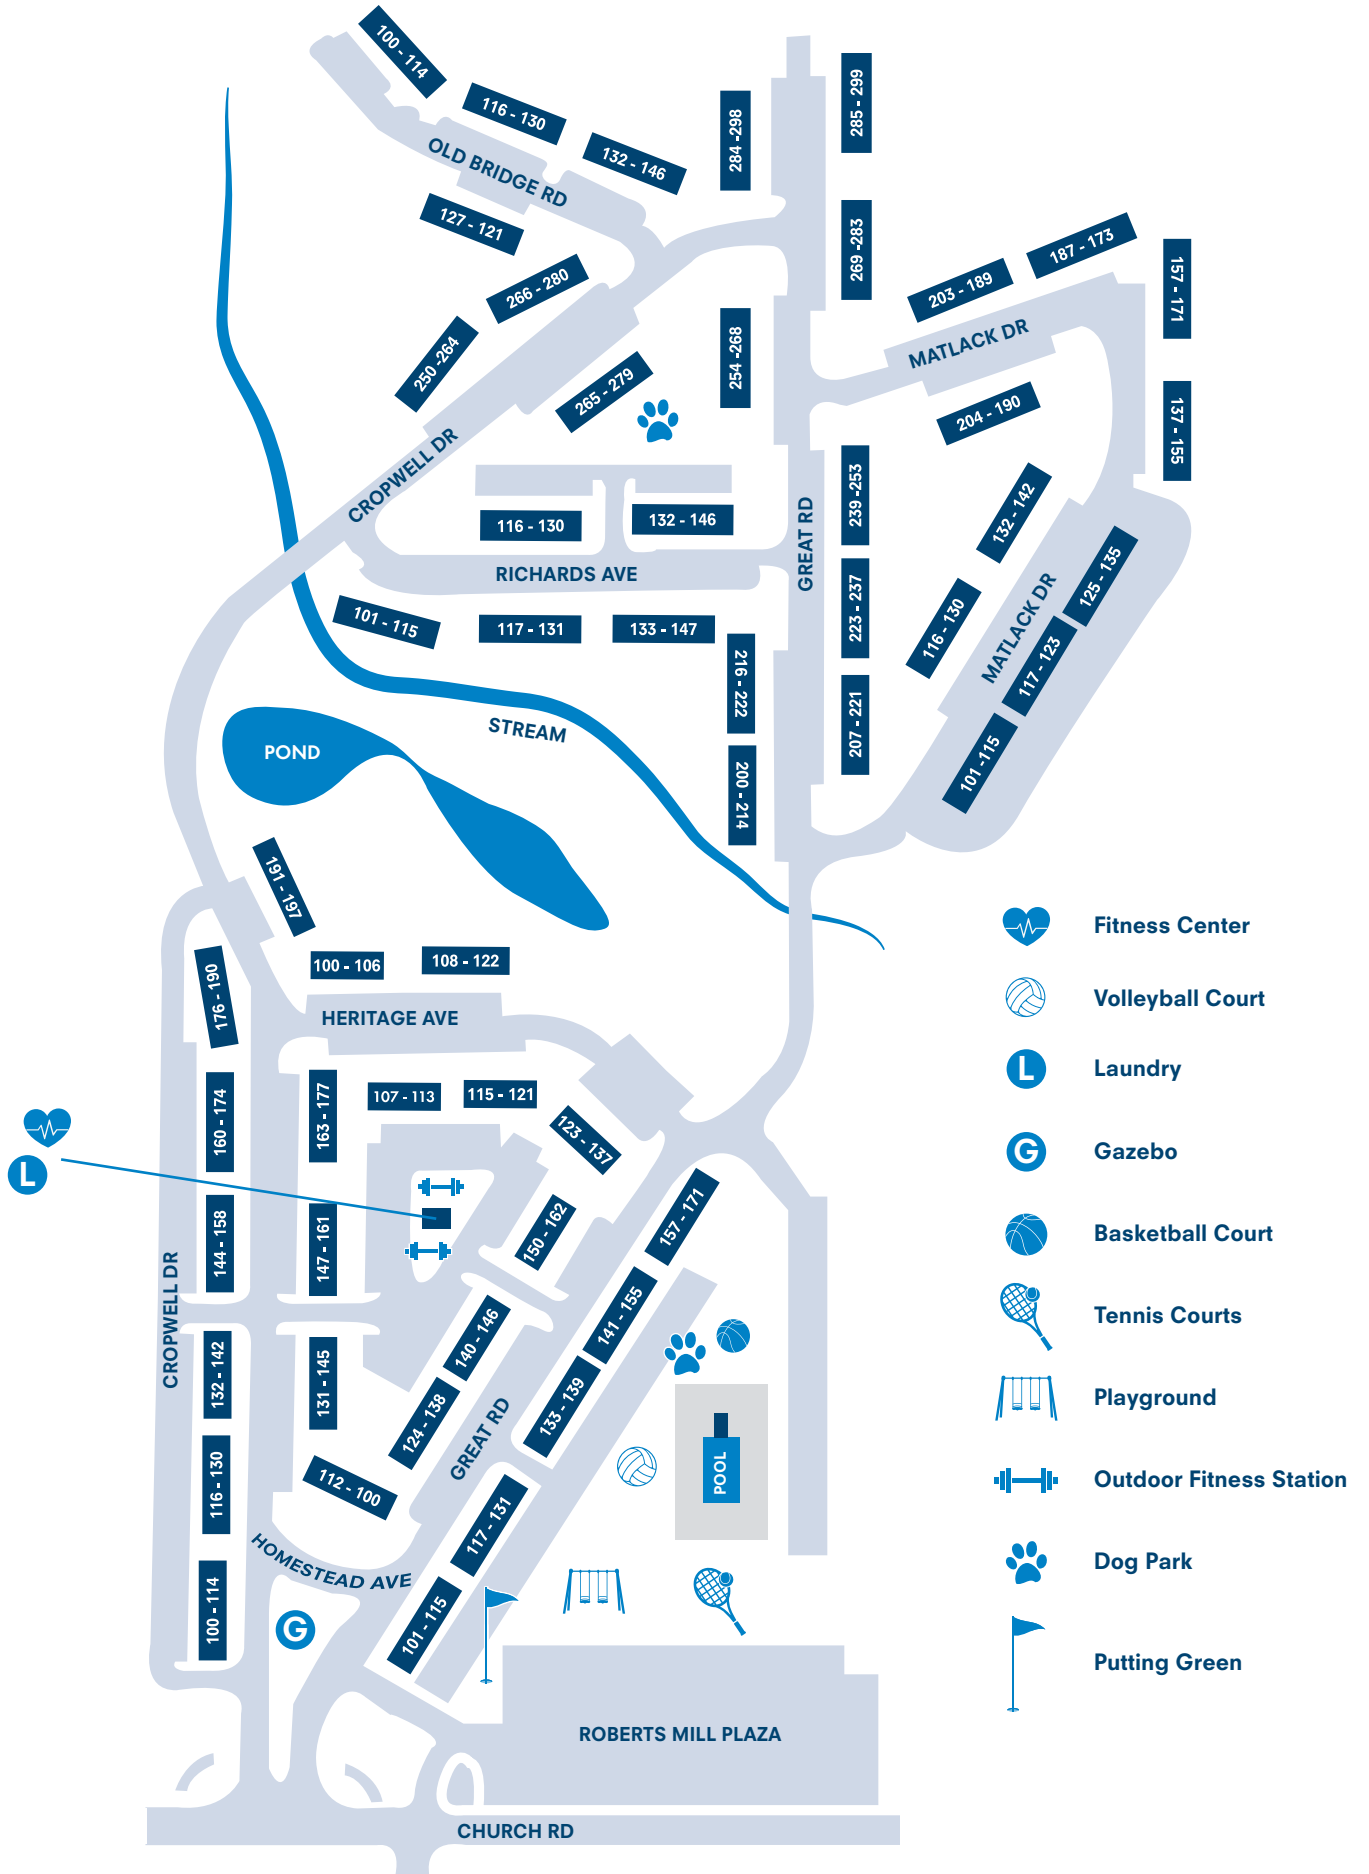 100 - 114
116 - 130
132 - 146
OLD BRIDGE RD
127 - 121
284 -298
285 - 299
269 -283
266 - 280
250 -264
265 - 279
254 -268
203 - 189
187 - 173
157 - 171
MATLACK DR
204 - 190
137 - 155
CROPWELL DR
116 - 130
132 - 146
RICHARDS AVE
GREAT RD
239 -253
223 - 237
207 - 221
132 - 142
116 - 130
MATLACK DR
125 - 135
117 - 123
101 -115
101 - 115
117 - 131
133 - 147
216 - 222
200 - 214
STREAM
POND
191 - 197
100 - 106
108 - 122
HERITAGE AVE
176 - 190
160 - 174
163 - 177
107 - 113
115 - 121
123 - 137
L
144 - 158
147 - 161
150 - 162
157 - 171
CROPWELL DR
132 - 142
131 - 145
140 - 146
141 - 155
124 - 138
133 - 139
GREAT RD
112 - 100
116 - 130
117 - 131
POOL
HOMESTEAD AVE
100 - 114
101 - 115
G
ROBERTS MILL PLAZA
CHURCH RD
Fitness Center
Volleyball Court
L
Laundry
G
Gazebo
Basketball Court
Tennis Courts
Playground
Outdoor Fitness Station
Dog Park
Putting Green